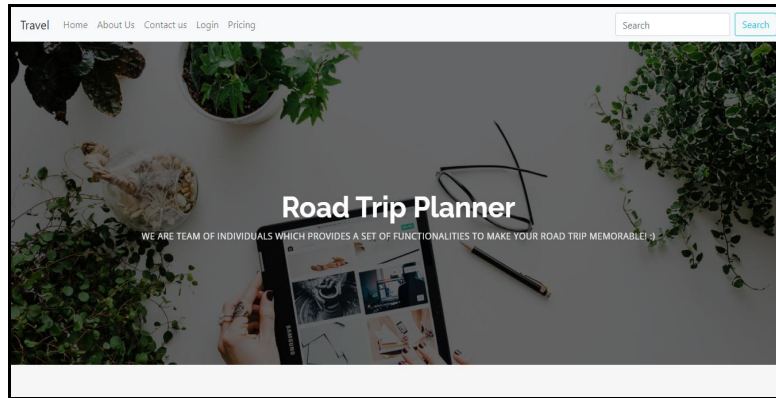 Travel Home About Us Contact us Login Pricing Search Search
Road Trip Planner
WE ARE TEAM OF INDIVIDUALS WHICH PROVIDES A SET OF FUNCTIONALITIES TO MAKE YOUR ROAD TRIP MEMORABLE! :)
SAMSUNG